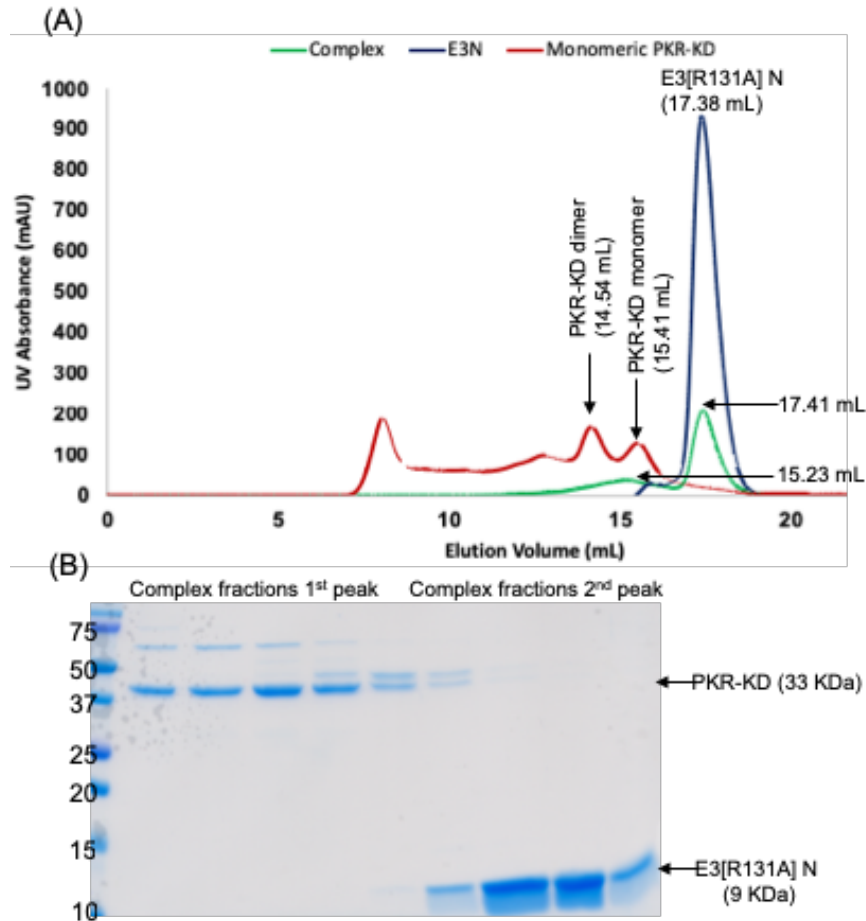 (A)
Complex E3N Monomeric PKR-KD
E3[R131A] N
(17.38 mL)
1000
900
800
700
600
500
400
300
200
100
0
UV Absorbance (mAU)
PKR-KD dimer
(14.54 mL)
PKR-KD monomer
(15.41 mL)
17.41 mL
15.23 mL
0 5 10 15 20
Elution Volume (mL)
(B)
Complex fractions 1st peak Complex fractions 2nd peak
75
50
37
25
20
15
10
PKR-KD (33 KDa)
E3[R131A] N
(9 KDa)